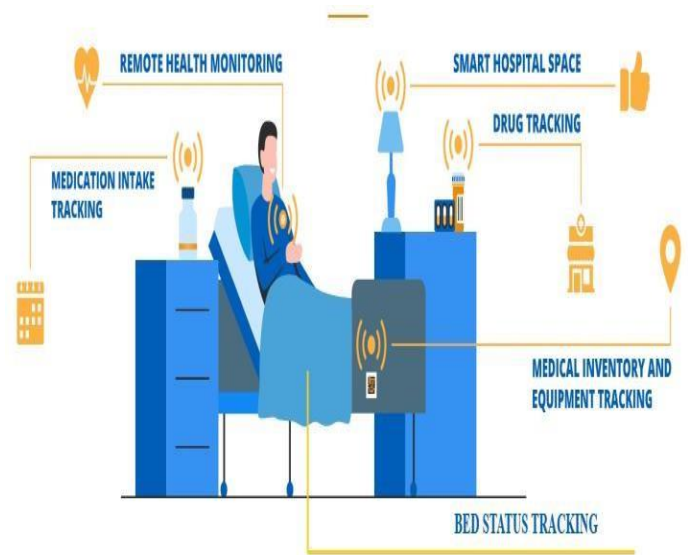 REMOTE HEALTH MONITORING
SMART HOSPITAL SPACE
DRUG TRACKING
MEDICATION INTAKE
TRACKING
MEDICAL INVENTORY AND
EQUIPMENT TRACKING
BED STATUS TRACKING